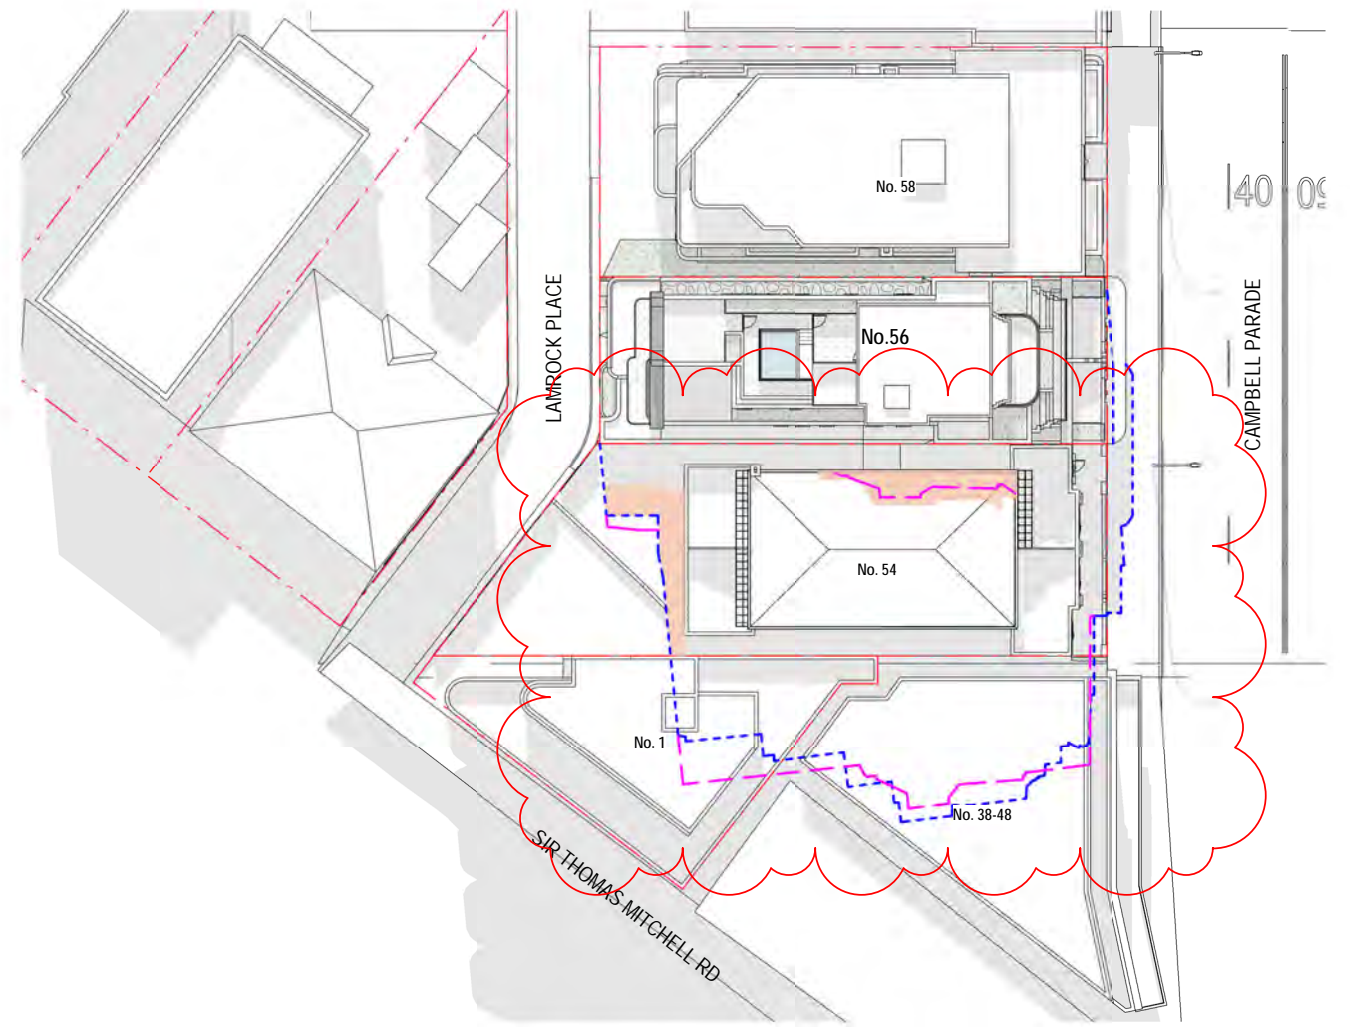 No. 58
40
LAMROCK PLACE
No.56
CAMPBELL PARADE
No. 54
No. 1
No. 38-48
SIR THOMAS MITCHELL RD